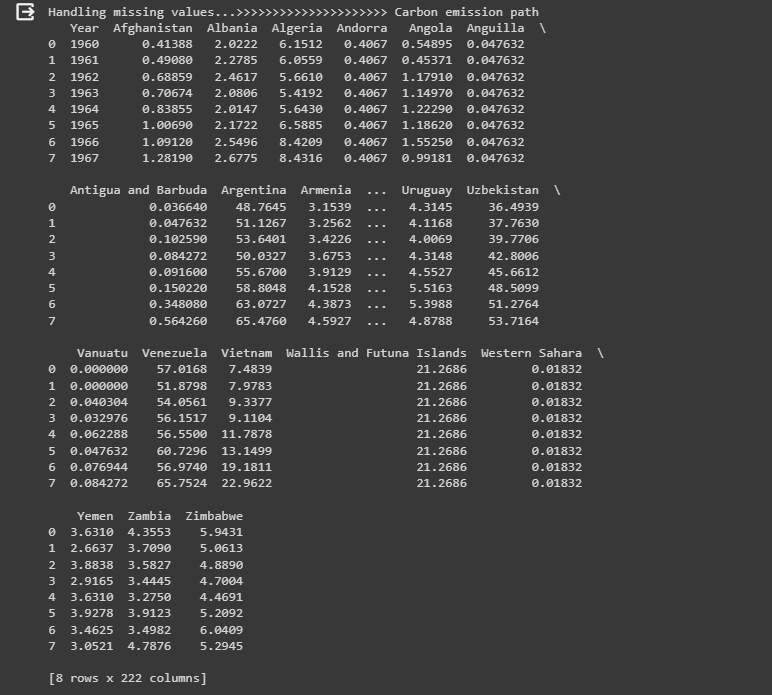 Handling missing values...>>>>>>>>>>>>>>>>>>>>> Carbon emission path
Year Afghanistan Albania Algeria Andorra Angola Anguilla \
0 1960 0.41388 2.0222 6.1512 0.4067 0.54895 0.047632
1 1961 0.49080 2.2785 6.0559 0.4067 0.45371 0.047632
2 1962 0.68859 2.4617 5.6610 0.4067 1.17910 0.047632
3 1963 0.70674 2.0806 5.4192 0.4067 1.14970 0.047632
4 1964 0.83855 2.0147 5.6430 0.4067 1.22290 0.047632
5 1965 1.00690 2.1722 6.5885 0.4067 1.18620 0.047632
6 1966 1.09120 2.5496 8.4209 0.4067 1.55250 0.047632
7 1967 1.28190 2.6775 8.4316 0.4067 0.99181 0.047632
Antigua and Barbuda Argentina Armenia ... Uruguay Uzbekistan \
0 0.036640 48.7645 3.1539 ... 4.3145 36.4939
1 0.047632 51.1267 3.2562 ... 4.1168 37.7630
2 0.102590 53.6401 3.4226 ... 4.0069 39.7706
3 0.084272 50.0327 3.6753 ... 4.3148 42.8006
4 0.091600 55.6700 3.9129 ... 4.5527 45.6612
5 0.150220 58.8048 4.1528 ... 5.5163 48.5099
6 0.348080 63.0727 4.3873 ... 5.3988 51.2764
7 0.564260 65.4760 4.5927 ... 4.8788 53.7164
Vanuatu Venezuela Vietnam Wallis and Futuna Islands Western Sahara \
0 0.000000 57.0168 7.4839 21.2686 0.01832
1 0.000000 51.8798 7.9783 21.2686 0.01832
2 0.040304 54.0561 9.3377 21.2686 0.01832
3 0.032976 56.1517 9.1104 21.2686 0.01832
4 0.062288 56.5500 11.7878 21.2686 0.01832
5 0.047632 60.7296 13.1499 21.2686 0.01832
6 0.076944 56.9740 19.1811 21.2686 0.01832
7 0.084272 65.7524 22.9622 21.2686 0.01832
Yemen Zambia Zimbabwe
0 3.6310 4.3553 5.9431
1 2.6637 3.7090 5.0613
2 3.8838 3.5827 4.8890
3 2.9165 3.4445 4.7004
4 3.6310 3.2750 4.4691
5 3.9278 3.9123 5.2092
6 3.4625 3.4982 6.0409
7 3.0521 4.7876 5.2945
[8 rows x 222 columns]